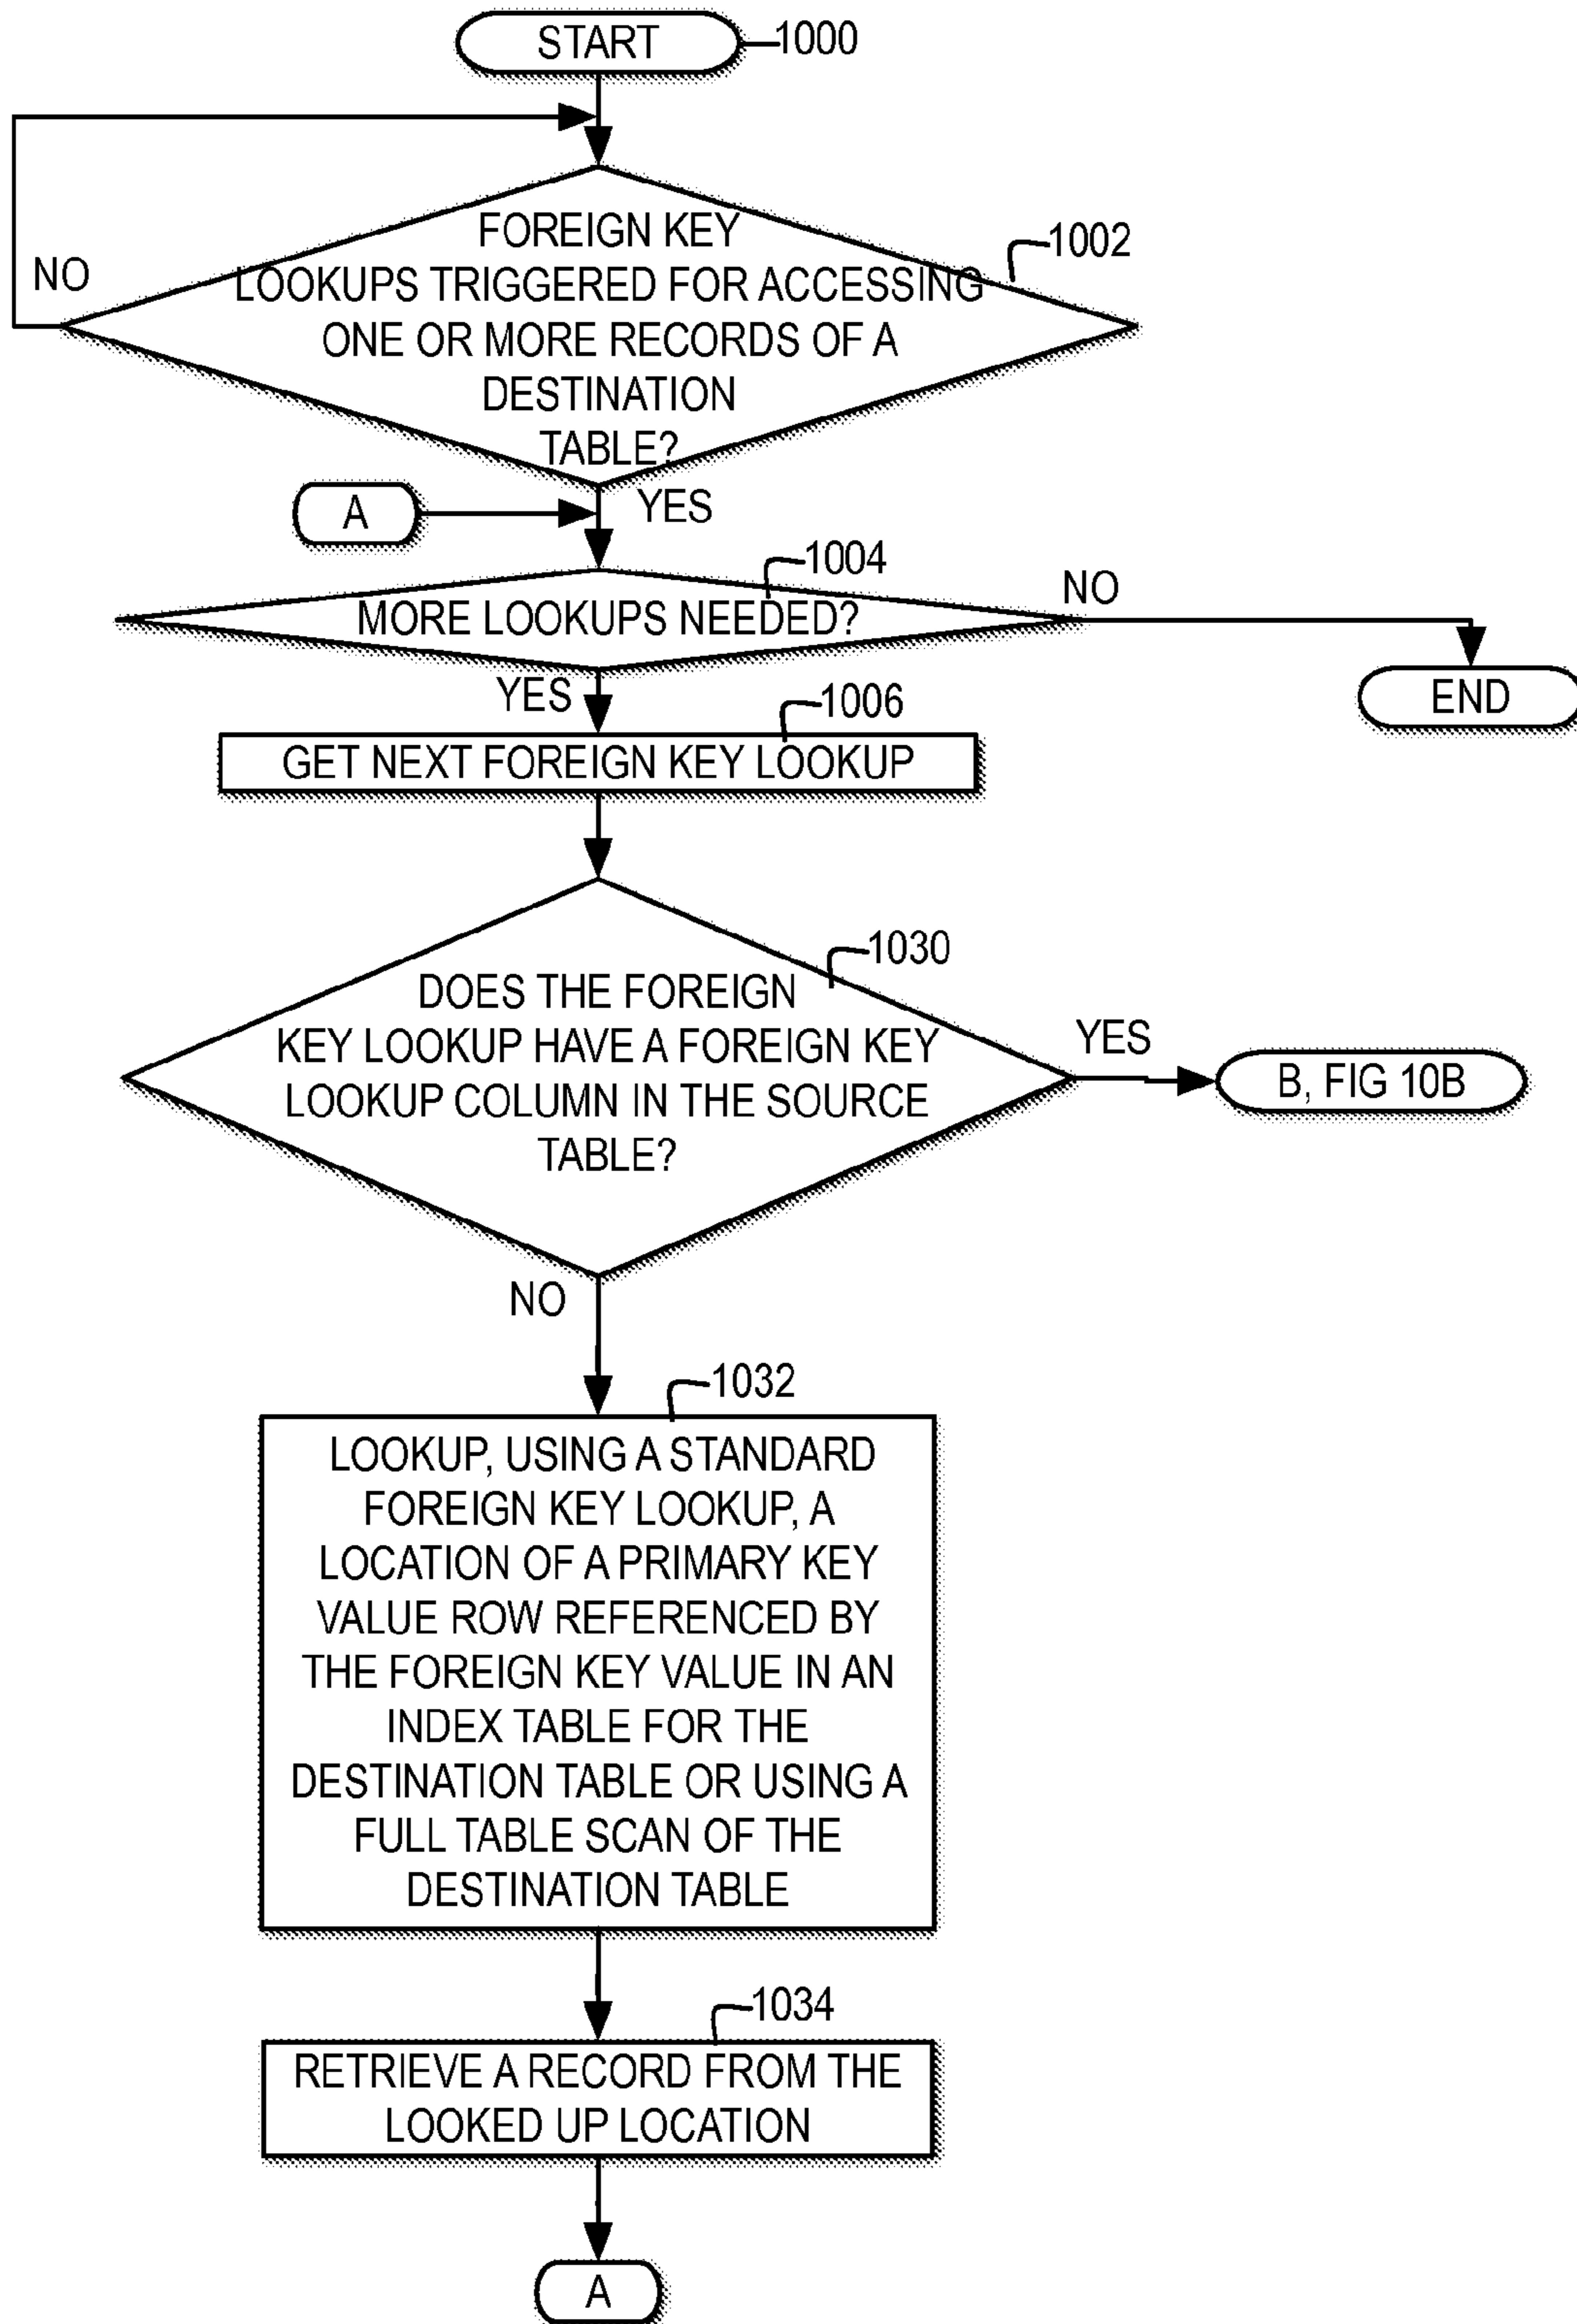 START
1000
FOREIGN KEY
LOOKUPS TRIGGERED FOR ACCESSING
ONE OR MORE RECORDS OF A
DESTINATION
TABLE?
1002
NO
YES
A
1004
MORE LOOKUPS NEEDED?
NO
END
YES
1006
GET NEXT FOREIGN KEY LOOKUP
1030
DOES THE FOREIGN
KEY LOOKUP HAVE A FOREIGN KEY
LOOKUP COLUMN IN THE SOURCE
TABLE?
YES
B, FIG 10B
NO
1032
LOOKUP, USING A STANDARD
FOREIGN KEY LOOKUP, A
LOCATION OF A PRIMARY KEY
VALUE ROW REFERENCED BY
THE FOREIGN KEY VALUE IN AN
INDEX TABLE FOR THE
DESTINATION TABLE OR USING A
FULL TABLE SCAN OF THE
DESTINATION TABLE
1034
RETRIEVE A RECORD FROM THE
LOOKED UP LOCATION
A